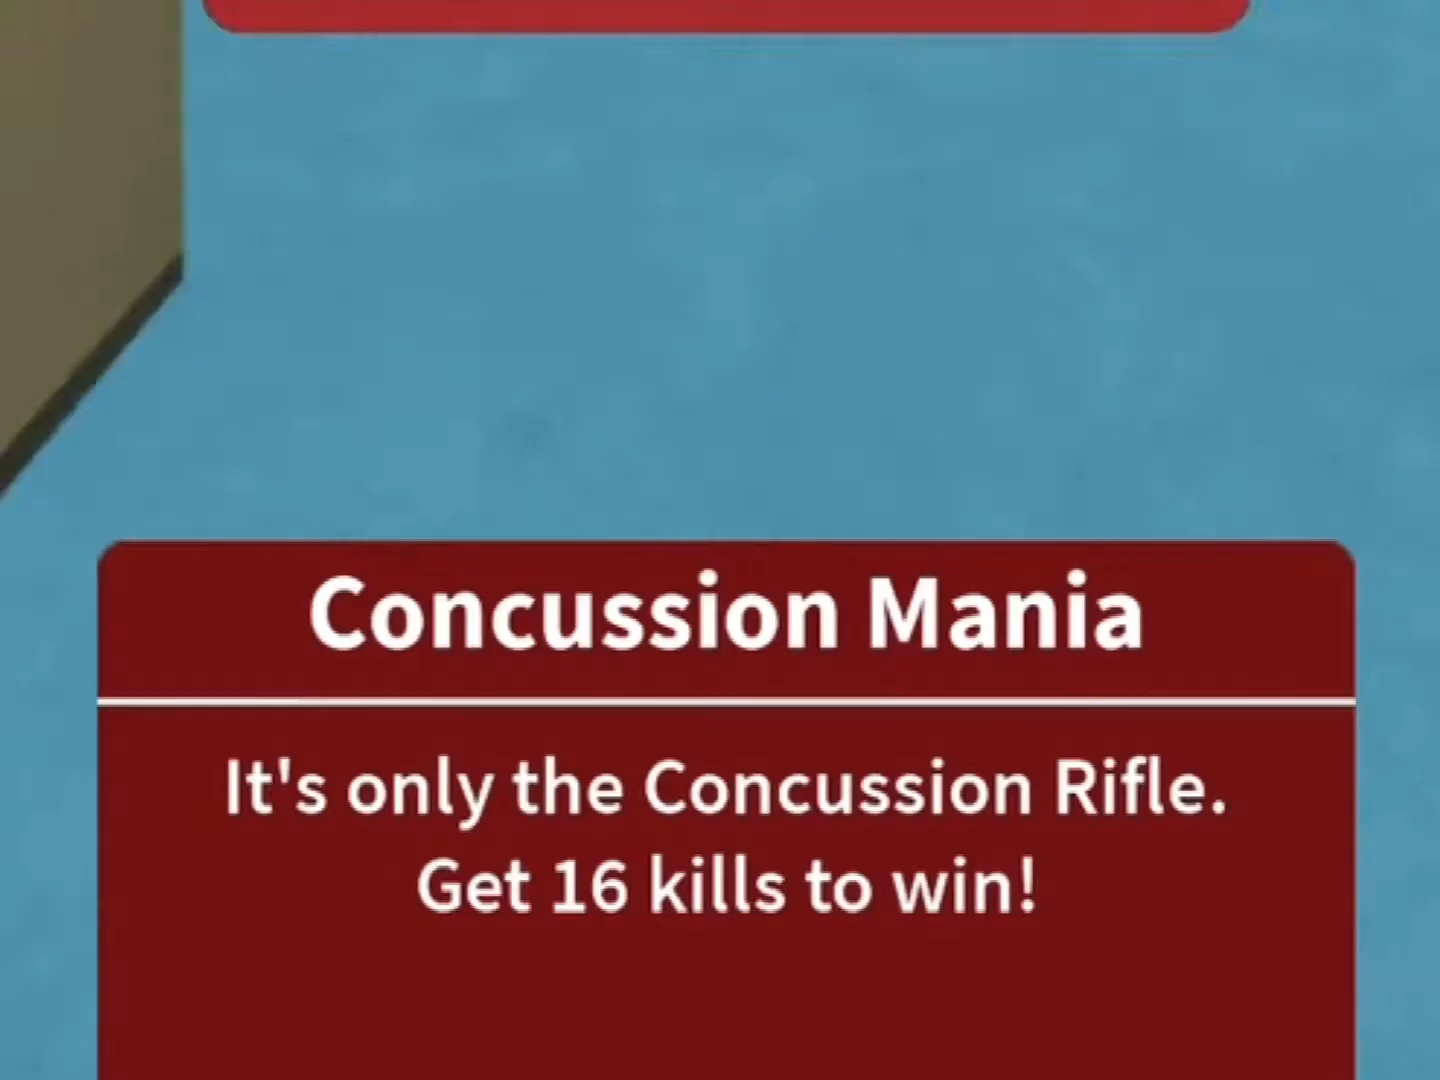 Concussion Mania
It's only the Concussion Rifle.
Get 16 kills to win!